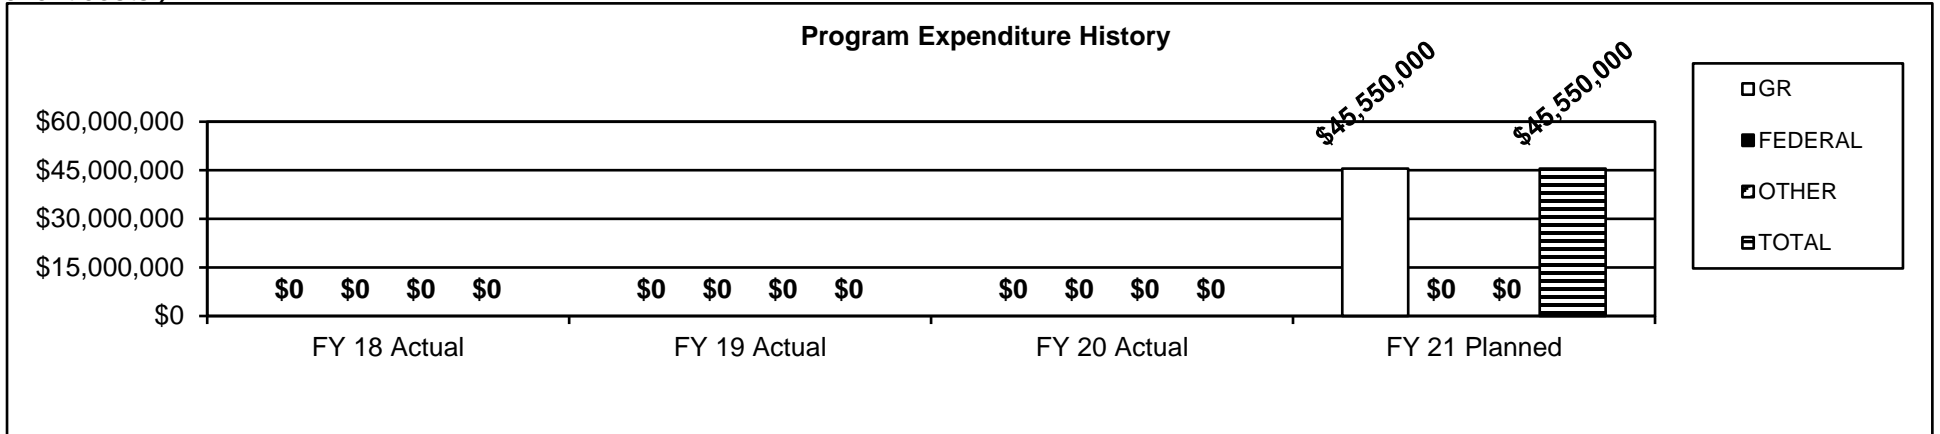 Program Expenditure History
$45,550,000 $45,550,000
$60,000,000
$45,000,000
$30,000,000
$15,000,000
$0
$0 $0 $0 $0 $0 $0 $0 $0 $0 $0 $0 $0 $0 $0
FY 18 Actual FY 19 Actual FY 20 Actual FY 21 Planned
GR
FEDERAL
OTHER
TOTAL